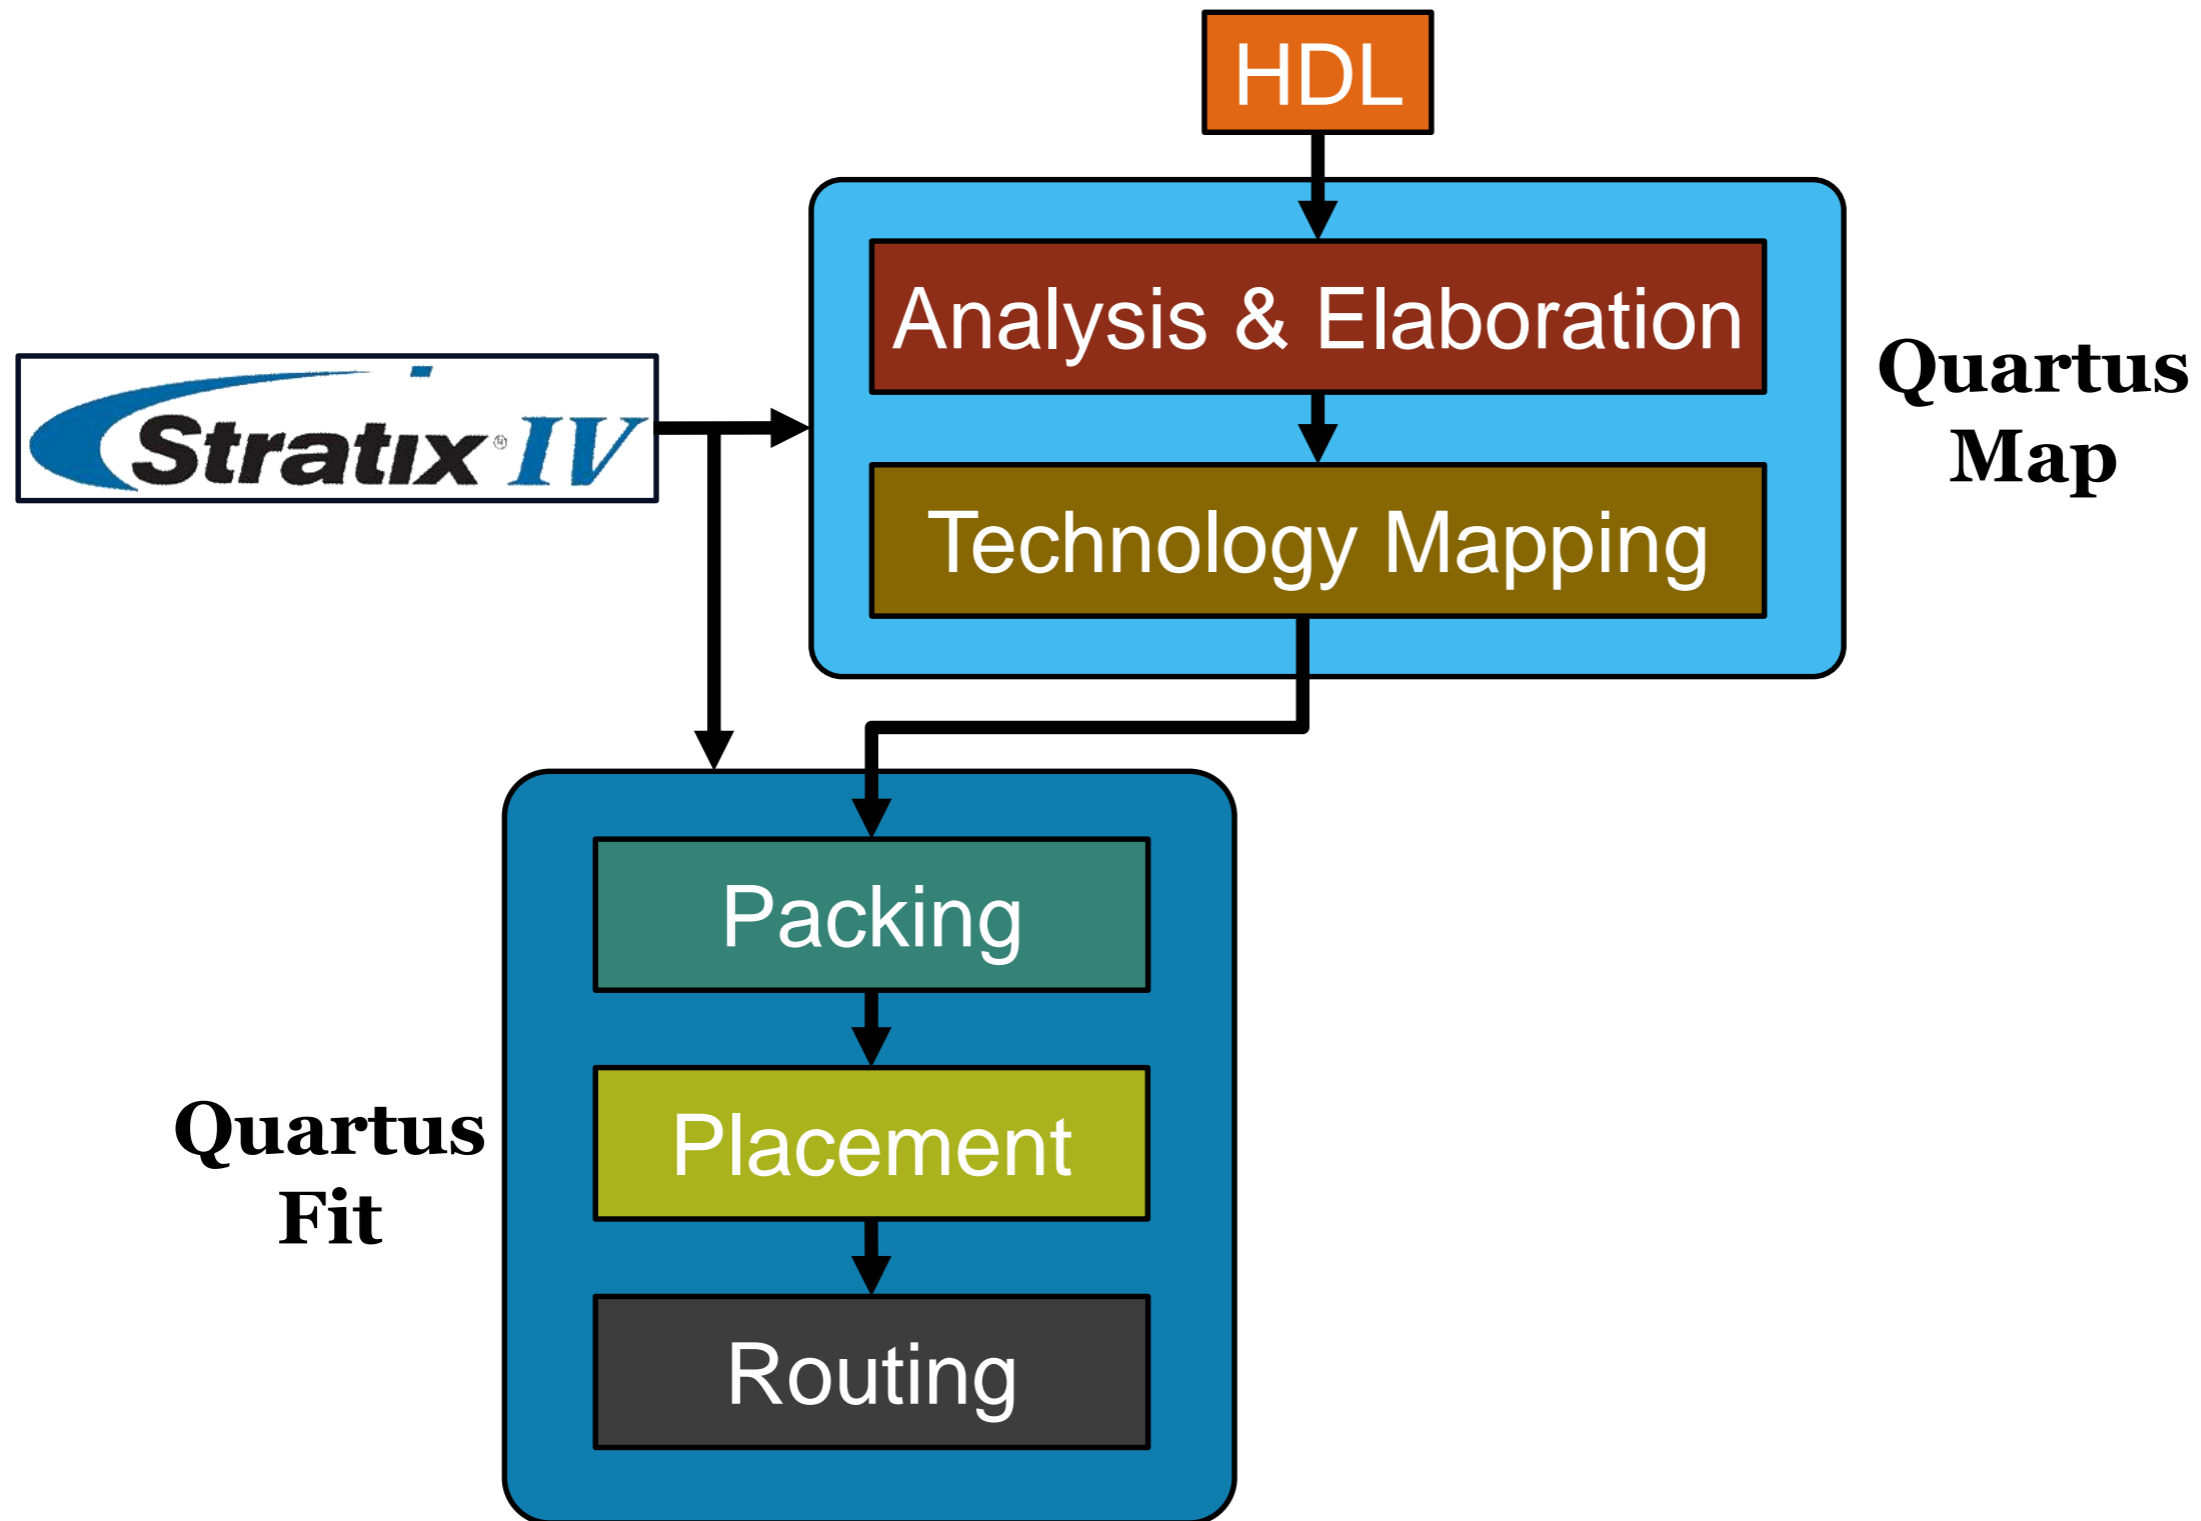 HDL
Analysis & Elaboration
Quartus
Map
Stratix® IV
Technology Mapping
Packing
Placement
Quartus
Fit
Routing